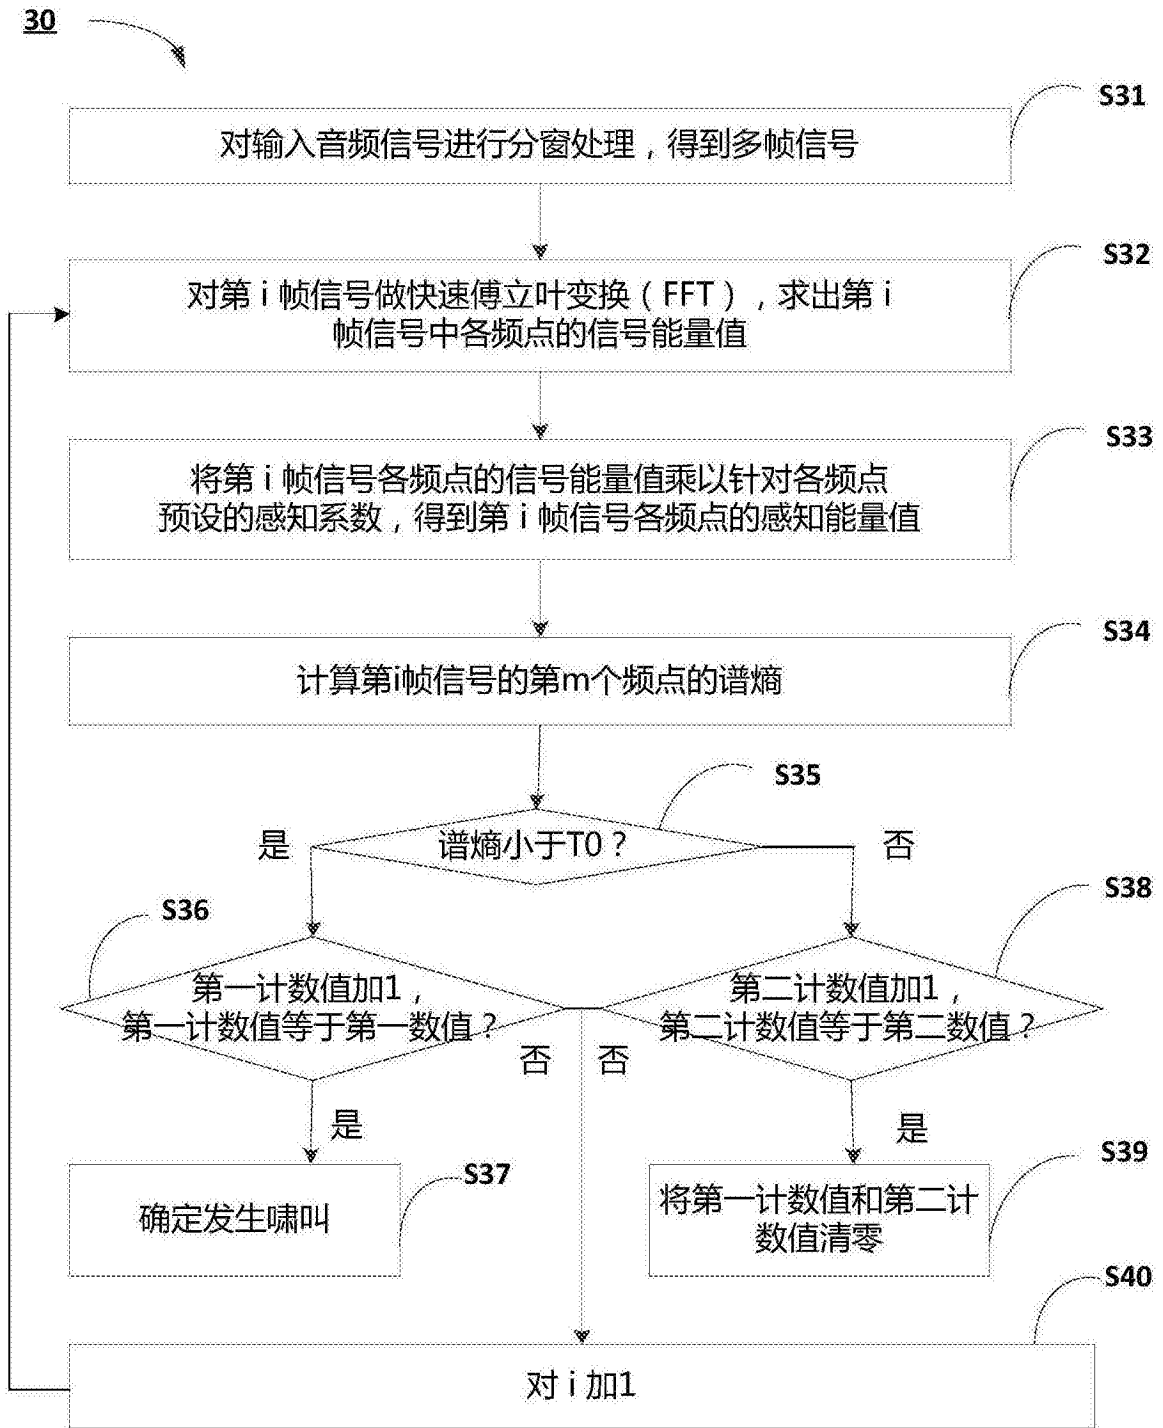 30
S31
对输入音频信号进行分窗处理，得到多帧信号
S32
对第 i 帧信号做快速傅立叶变换（FFT），求出第 i
帧信号中各频点的信号能量值
S33
将第 i 帧信号各频点的信号能量值乘以针对各频点
预设的感知系数，得到第 i 帧信号各频点的感知能量值
S34
计算第i帧信号的第m个频点的谱熵
S35
是
谱熵小于T0？
否
S36
S38
第一计数值加1，
第一计数值等于第一数值？
第二计数值加1，
第二计数值等于第二数值？
否
否
是
是
S37
确定发生啸叫
S39
将第一计数值和第二计
数值清零
S40
对 i 加1